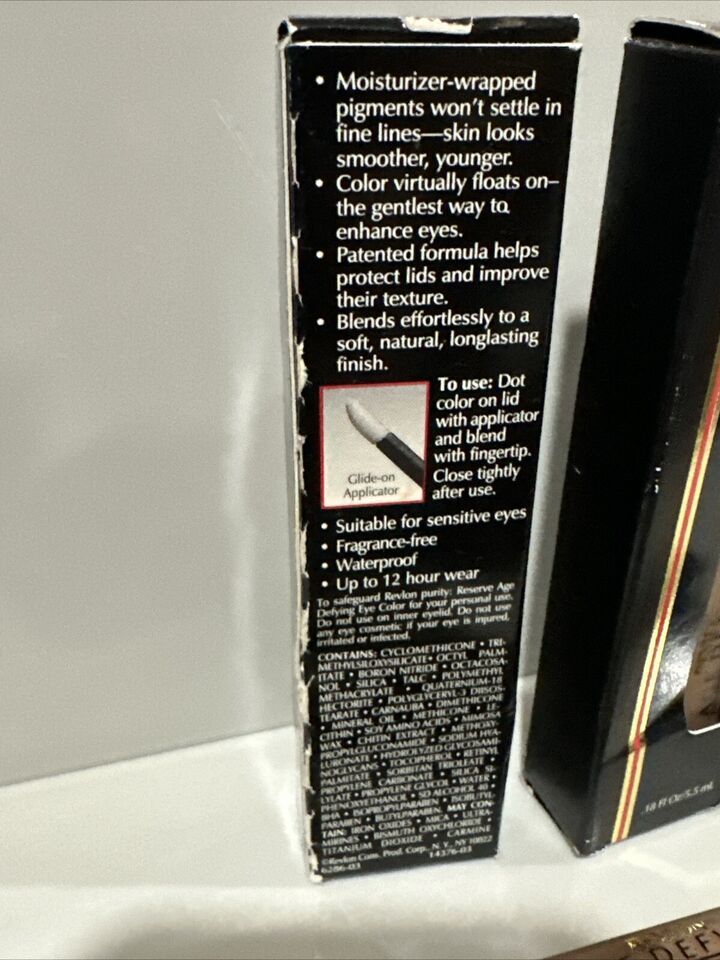 • Moisturizer-wrapped
pigments won't settle in
fine lines—skin looks
smoother, younger.
• Color virtually floats on–
the gentlest way to
enhance eyes.
• Patented formula helps
protect lids and improve
their texture.
• Blends effortlessly to a
soft, natural, longlasting
finish.
To use: Dot
color on lid
with applicator
and blend
with fingertip.
Close tightly
after use.
Glide-on
Applicator
• Suitable for sensitive eyes
• Fragrance-free
• Waterproof
• Up to 12 hour wear
To safeguard Revlon purity: Reserve Age
Defying Eye Color for your personal use.
Do not use on inner eyelid. Do not use
any eye cosmetic if your eye is injured,
irritated or infected.
CONTAINS: CYCLOMETHICONE • TRI-
METHYLSILOXYSILICATE • OCTYL PALM-
ITATE • BORON NITRIDE • OCTACOSA-
NOL • SILICA • TALC • POLYMETHYL
METHACRYLATE • QUATERNIUM-18
HECTORITE • POLYGLYCERYL-3 DIISOS-
TEARATE • CARNAUBA • DIMETHICONE
• MINERAL OIL • METHICONE • LE-
CITHIN • SOY AMINO ACIDS • MIMOSA
WAX • CHITIN EXTRACT • METHOXY-
PROPYLGLUCONAMIDE • SODIUM HYA-
LURONATE • HYDROLYZED GLYCOSAMI-
NOGLYCANS • TOCOPHEROL • RETINYL
PALMITATE • SORBITAN TRIOLEATE •
PROPYLENE CARBONATE • SILICA SI-
LYLATE • PROPYLENE GLYCOL • WATER •
PHENOXYETHANOL • SD ALCOHOL 40 •
BHA • ISOPROPYLPARABEN • ISOBUTYL-
PARABEN • BUTYLPARABEN. MAY CON-
TAIN: IRON OXIDES • MICA • ULTRA-
MIRINES • BISMUTH OXYCHLORIDE •
TITANIUM DIOXIDE • CARMINE
©Revlon Cons. Prod. Corp., N.Y., NY 10022
6286-03 14376-03
.18 Fl Oz/5.5 mL
DEFY